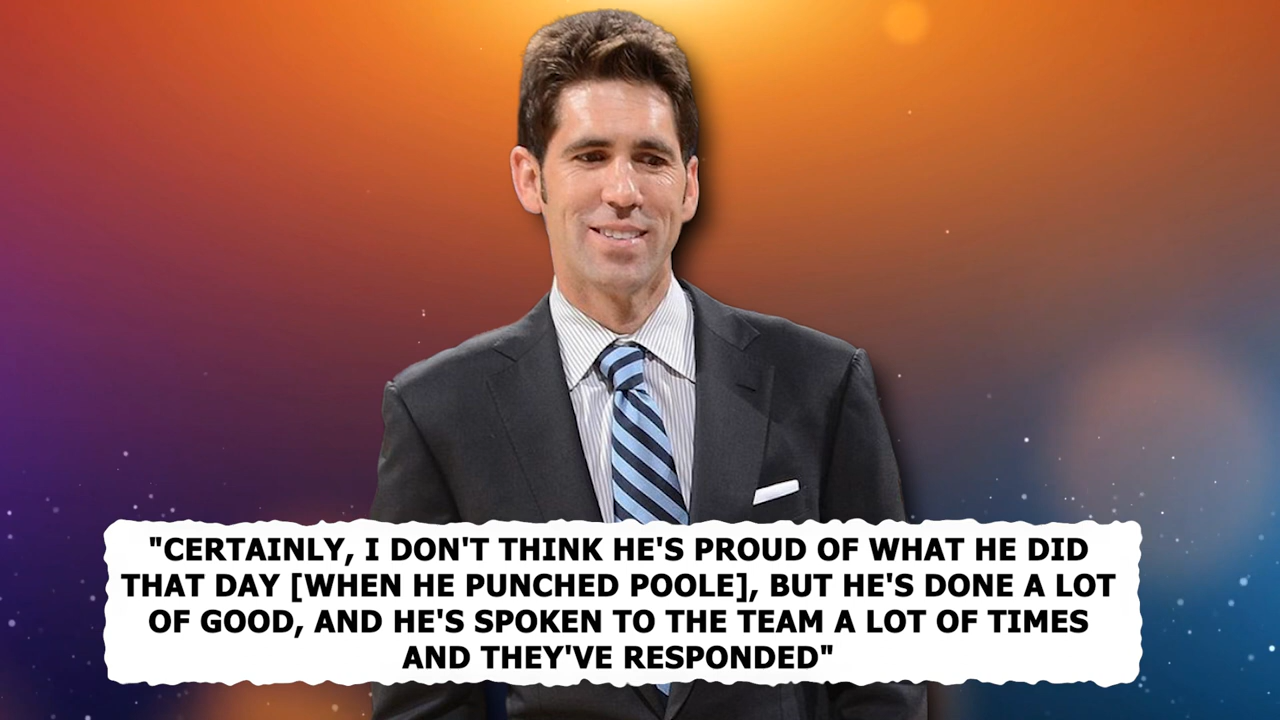 "CERTAINLY, I DON'T THINK HE'S PROUD OF WHAT HE DID
THAT DAY [WHEN HE PUNCHED POOLE], BUT HE'S DONE A LOT
OF GOOD, AND HE'S SPOKEN TO THE TEAM A LOT OF TIMES
AND THEY'VE RESPONDED"